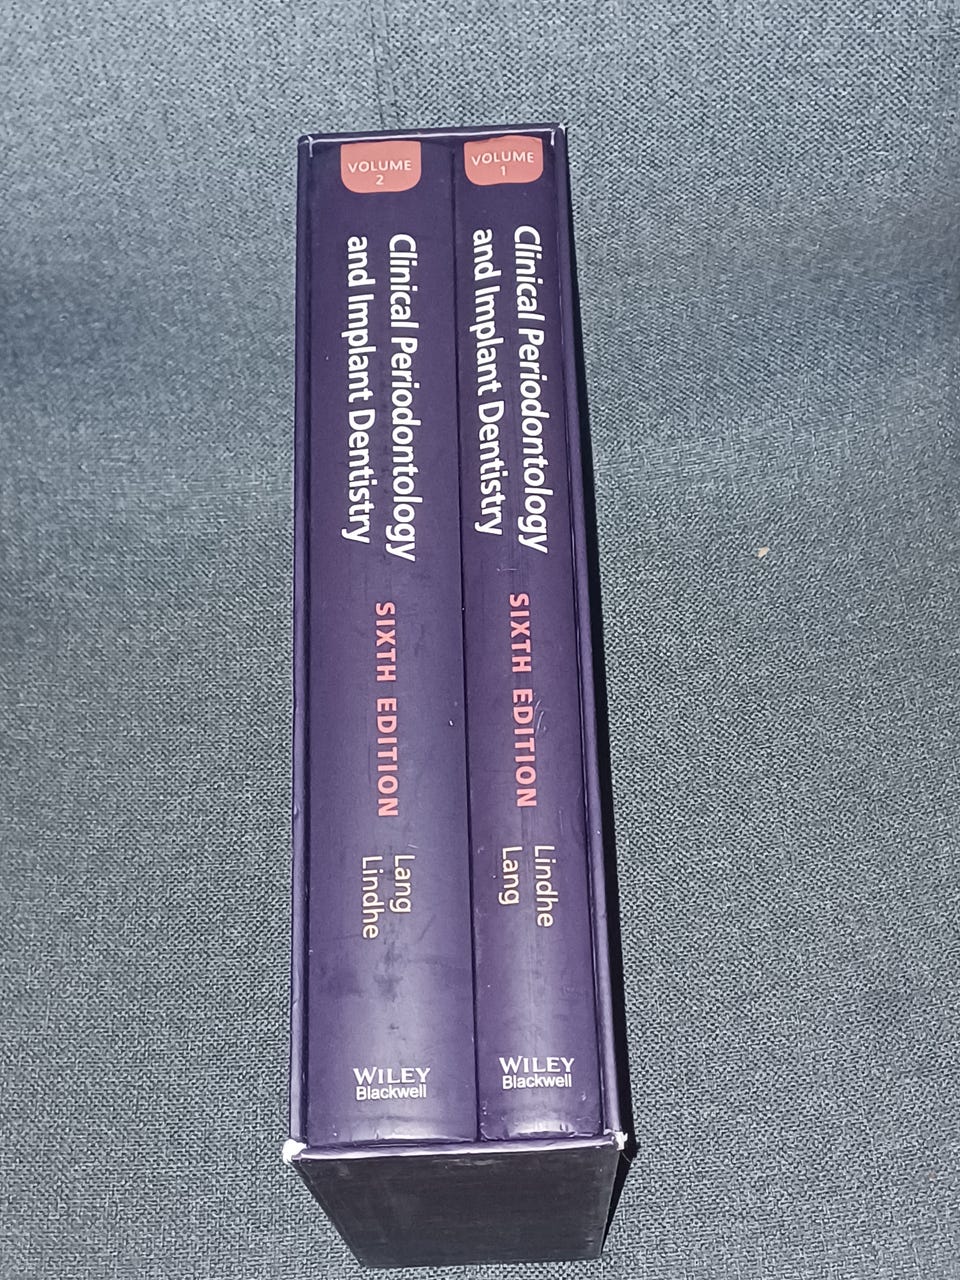 VOLUME
2
Clinical Periodontology
and Implant Dentistry
SIXTH EDITION
Lang
Lindhe
WILEY
Blackwell
VOLUME
1
Clinical Periodontology
and Implant Dentistry
SIXTH EDITION
Lindhe
Lang
WILEY
Blackwell